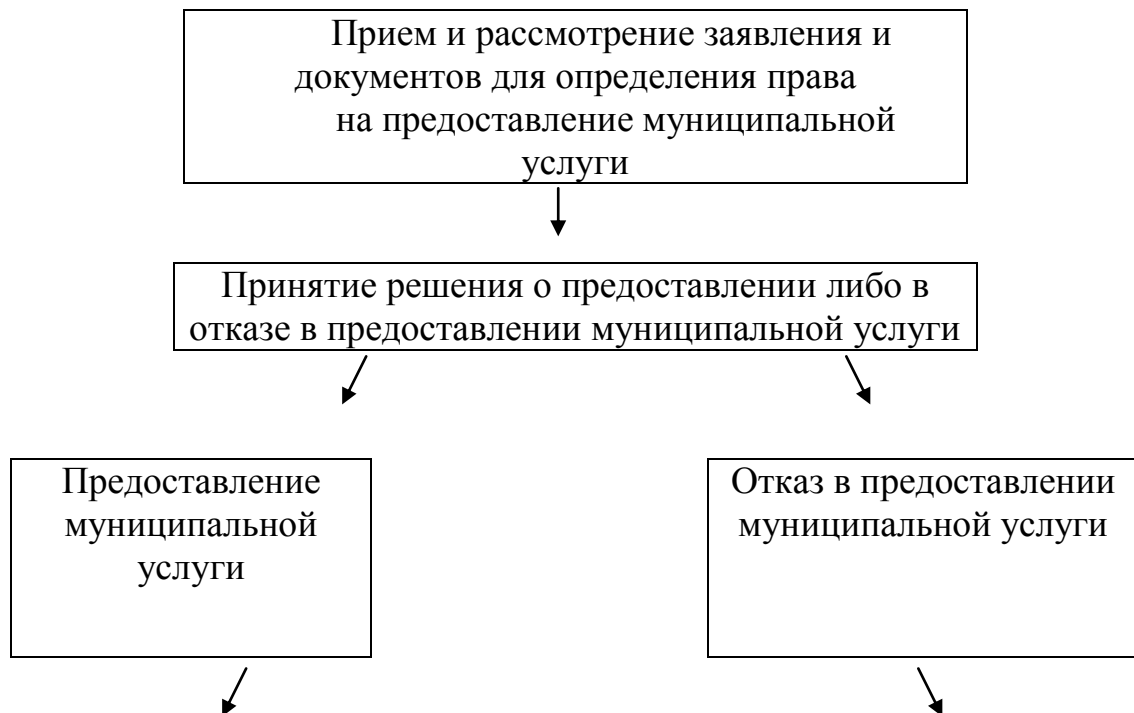 Прием и рассмотрение заявления и
документов для определения права
на предоставление муниципальной
услуги
Принятие решения о предоставлении либо в
отказе в предоставлении муниципальной услуги
Предоставление
муниципальной
услуги
Отказ в предоставлении
муниципальной услуги